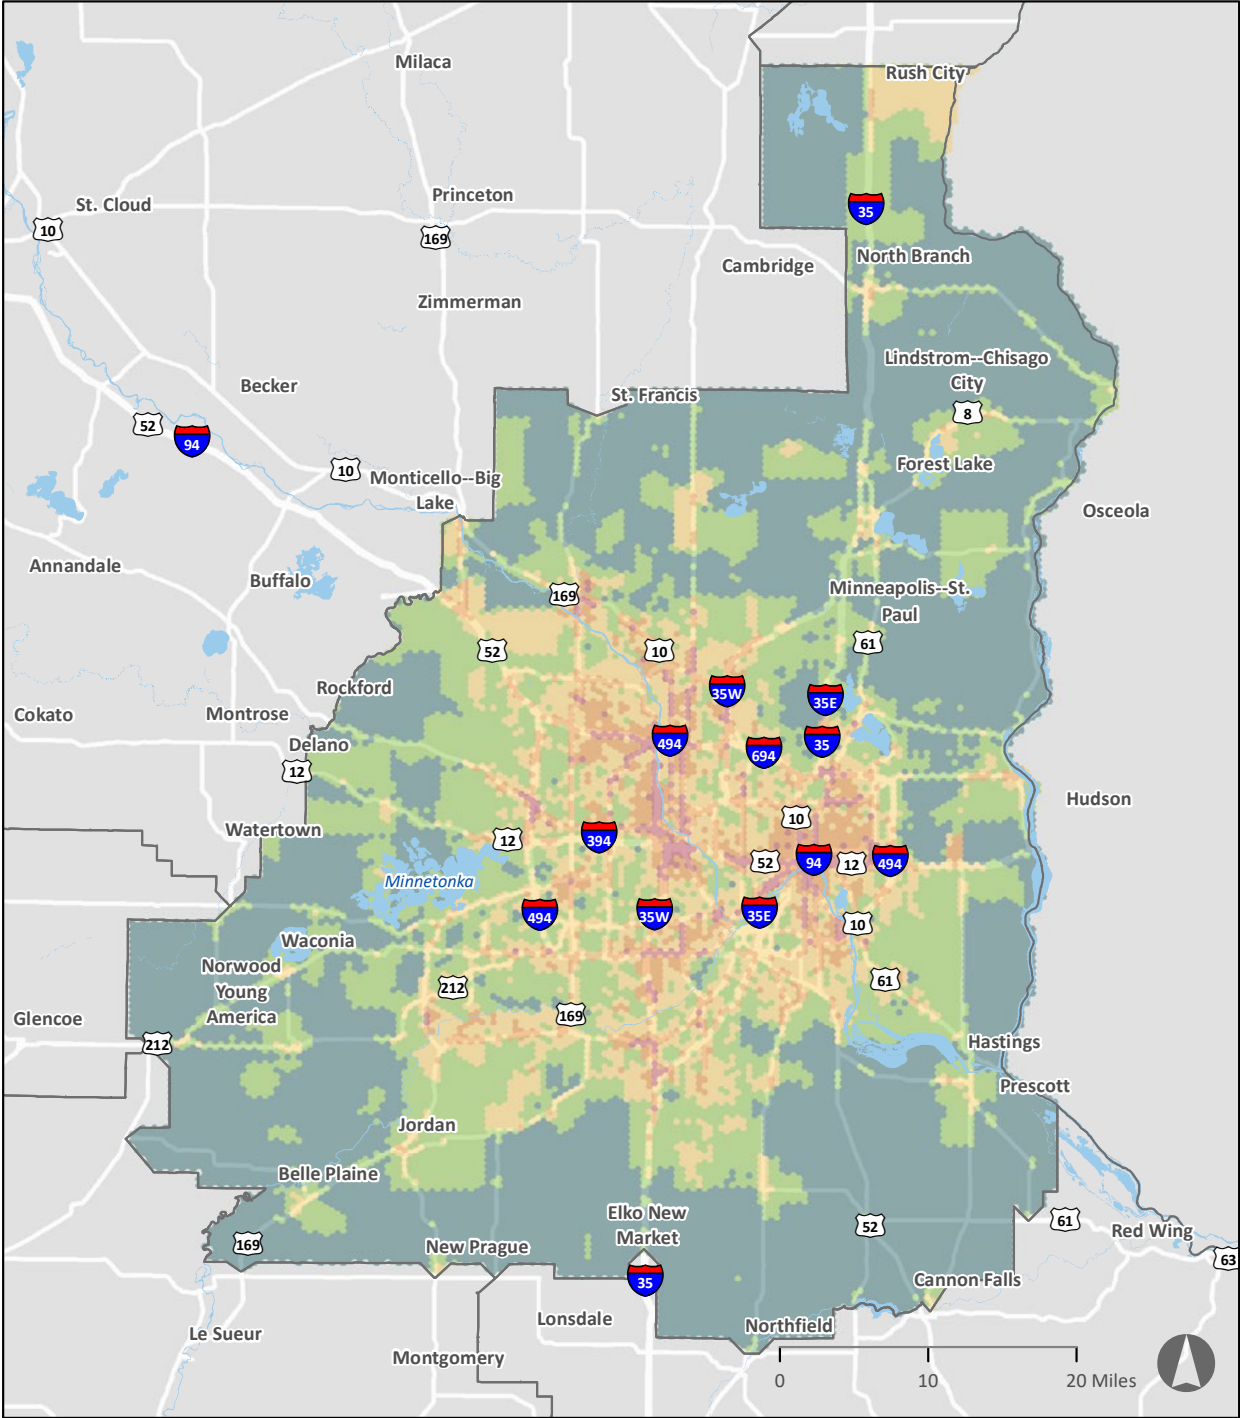 Milaca
Rush City
St. Cloud
Princeton
10
169
35
Cambridge
North Branch
Zimmerman
Lindstrom--Chisago
City
Becker
St. Francis
8
52
94
10
Monticello--Big
Lake
Forest Lake
Osceola
Annandale
Buffalo
169
Minneapolis--St.
Paul
52
10
61
Rockford
35W
35E
Cokato
Montrose
Delano
494
694
35
12
Hudson
Watertown
12
394
10
52
94
12
494
Minnetonka
494
35W
35E
10
Waconia
Norwood
Young
America
212
61
Glencoe
169
212
Hastings
Prescott
Jordan
Belle Plaine
Elko New
Market
52
61
Red Wing
169
New Prague
63
35
Cannon Falls
Lonsdale
Northfield
Le Sueur
Montgomery
0
10
20 Miles